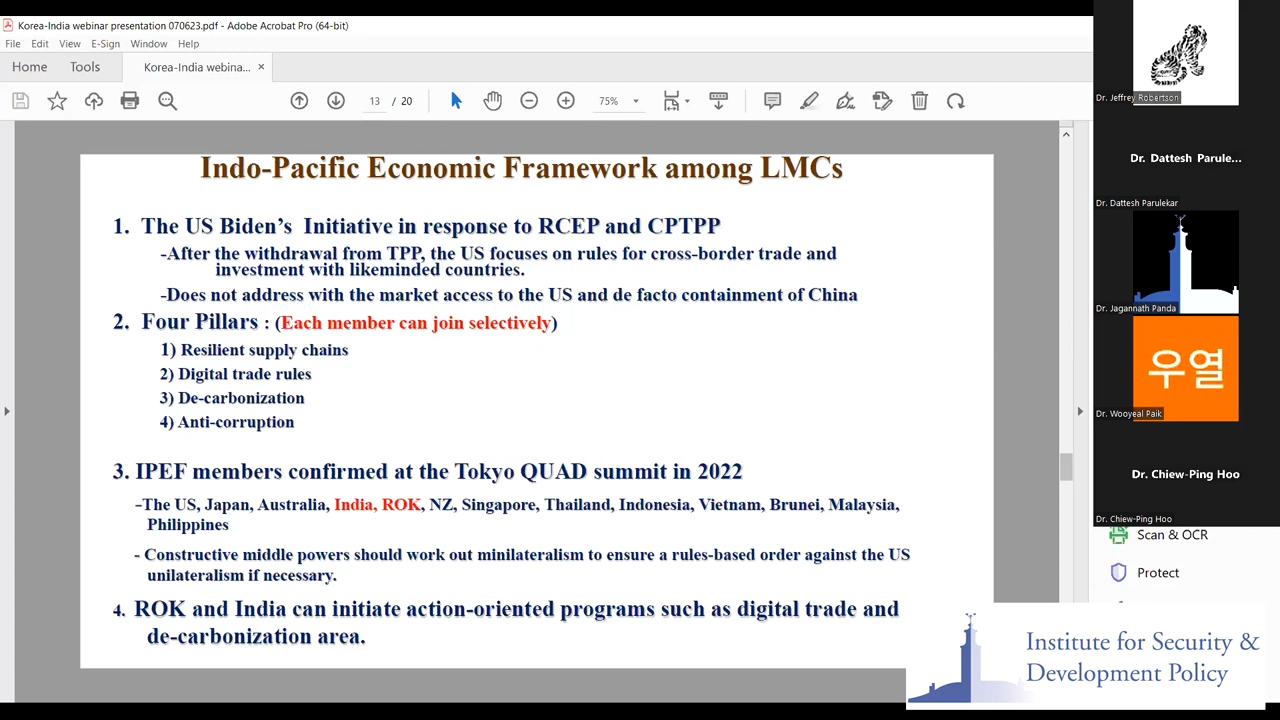 Korea-India webinar presentation 070623.pdf - Adobe Acrobat Pro (64-bit)
File Edit View E-Sign Window Help
Home Tools Korea-India webina... ×
13 / 20 75%
Indo-Pacific Economic Framework among LMCs
1. The US Biden’s Initiative in response to RCEP and CPTPP
-After the withdrawal from TPP, the US focuses on rules for cross-border trade and
investment with likeminded countries.
-Does not address with the market access to the US and de facto containment of China
2. Four Pillars : (Each member can join selectively)
1) Resilient supply chains
2) Digital trade rules
3) De-carbonization
4) Anti-corruption
3. IPEF members confirmed at the Tokyo QUAD summit in 2022
-The US, Japan, Australia, India, ROK, NZ, Singapore, Thailand, Indonesia, Vietnam, Brunei, Malaysia,
Philippines
- Constructive middle powers should work out minilateralism to ensure a rules-based order against the US
unilateralism if necessary.
4. ROK and India can initiate action-oriented programs such as digital trade and
de-carbonization area.
Dr. Jeffrey Robertson
Dr. Dattesh Parule...
Dr. Dattesh Parulekar
Dr. Jagannath Panda
우열
Dr. Wooyeal Paik
Dr. Chiew-Ping Hoo
Dr. Chiew-Ping Hoo
Scan & OCR
Protect
Institute for Security &
Development Policy